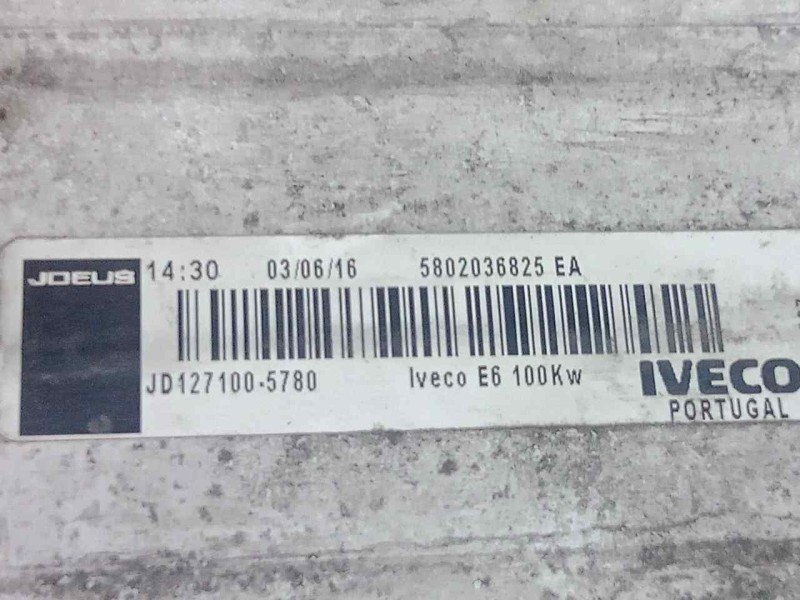 JDEUS 14:30 03/06/16 5802036825 EA
JD127100-5780 Iveco E6 100Kw IVECO
PORTUGAL